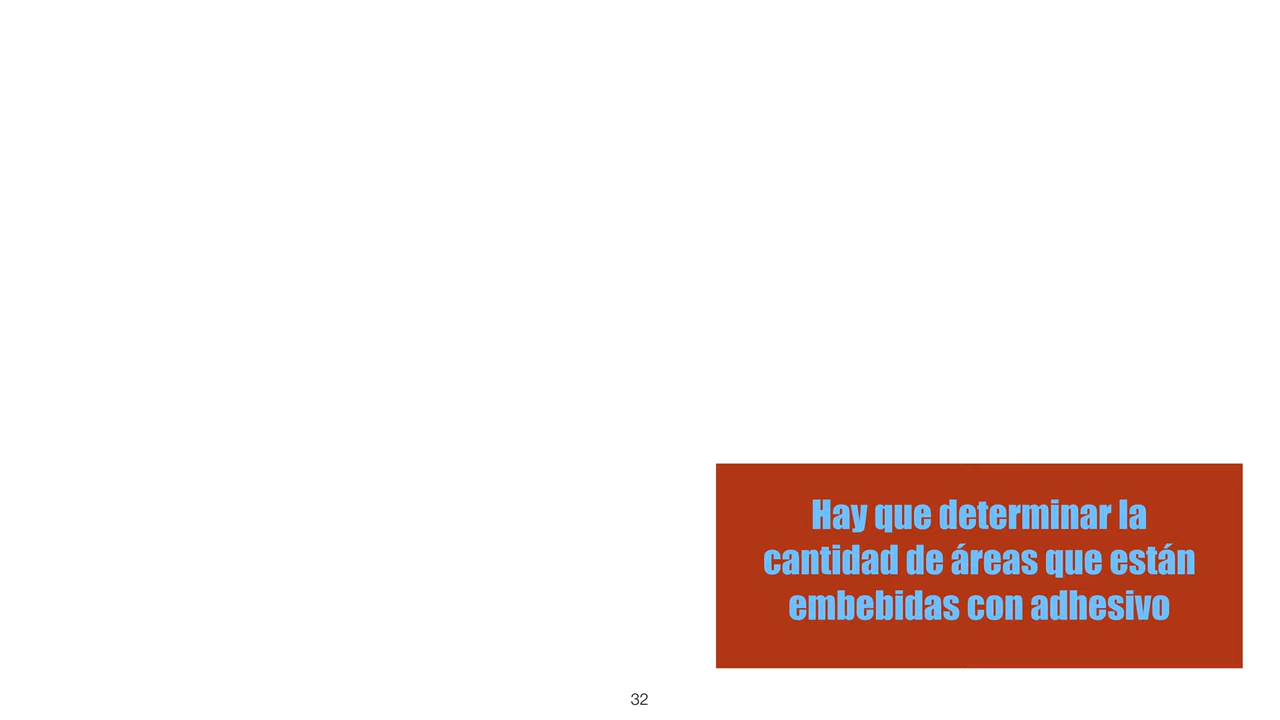 Hay que determinar la
cantidad de áreas que están
embebidas con adhesivo
32